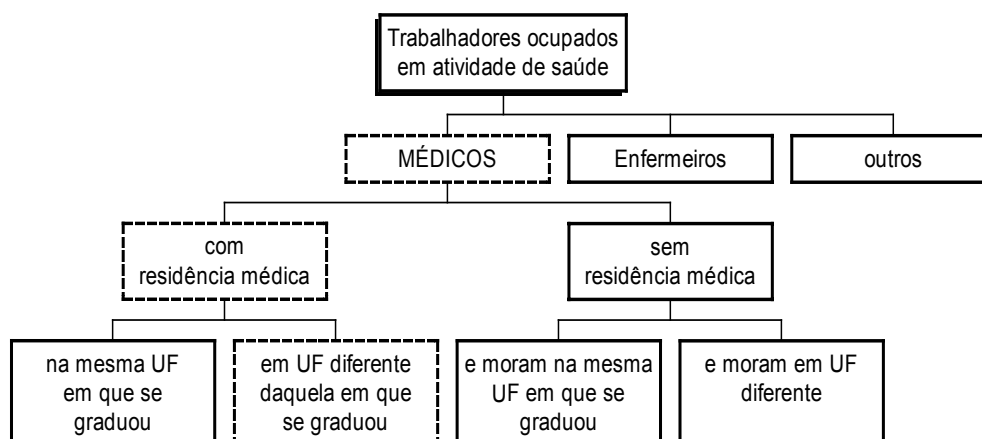 Trabalhadores ocupados
em atividade de saúde
MÉDICOS
Enfermeiros
outros
com
residência médica
sem
residência médica
na mesma UF
em que se
graduou
em UF diferente
daquela em que
se graduou
e moram na mesma
UF em que se
graduou
e moram em UF
diferente